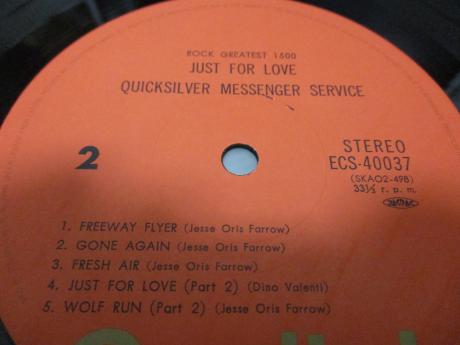 ROCK GREATEST 1500
JUST FOR LOVE
QUICKSILVER MESSENGER SERVICE
2
STEREO
ECS-40037
(SKAO2-498)
33⅓ r. p. m.
1. FREEWAY FLYER (Jesse Oris Farrow)
2. GONE AGAIN (Jesse Oris Farrow)
3. FRESH AIR (Jesse Oris Farrow)
4. JUST FOR LOVE (Part 2) (Dino Valenti)
5. WOLF RUN (Part 2) (Jesse Oris Farrow)